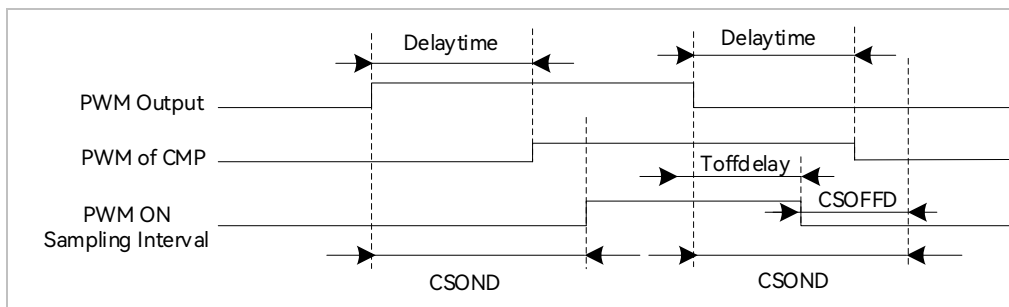 Delaytime
Delaytime
PWM Output
PWM of CMP
Toffdelay
CSOFFD
PWM ON
Sampling Interval
CSOND
CSOND